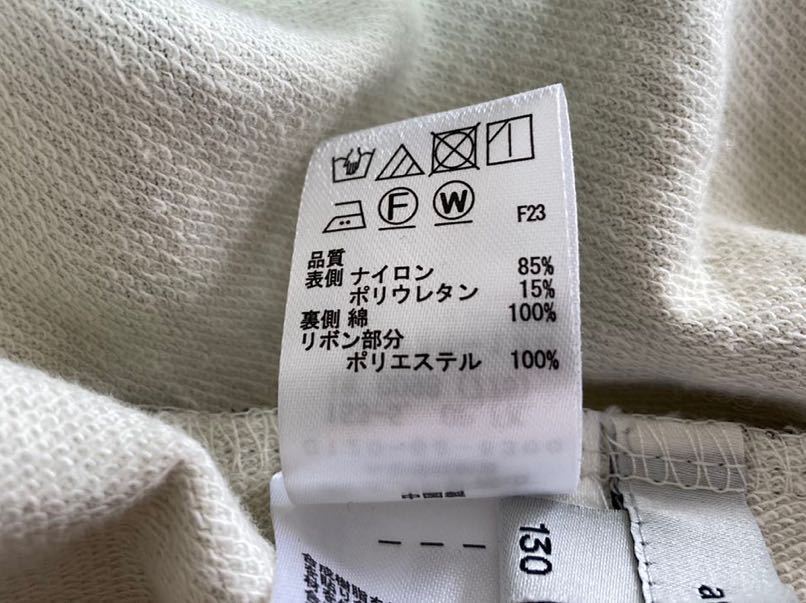 F W F23
品質
表側 ナイロン 85%
ポリウレタン 15%
裏側 綿 100%
リボン部分
ポリエステル 100%
130
a